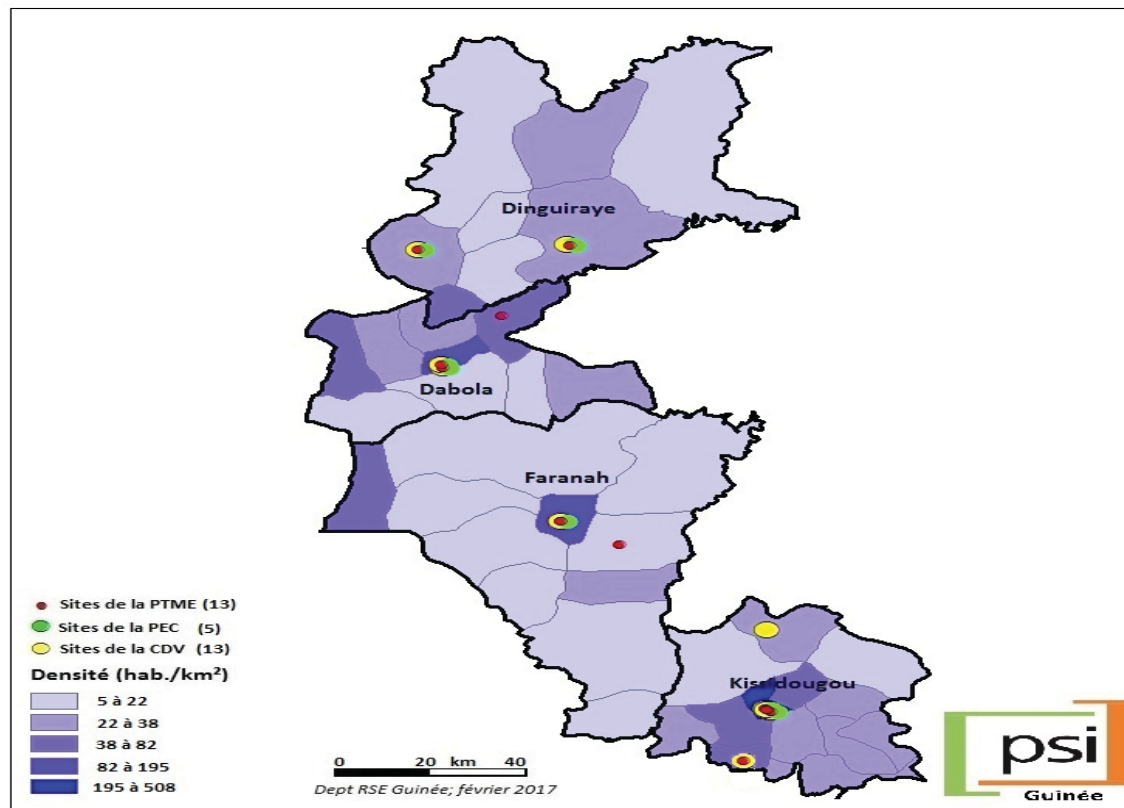 Dinguiraye
Dabola
Faranah
Kissidougou
Sites de la PTME (13)
Sites de la PEC (5)
Sites de la CDV (13)
Densité (hab./km²)
5 à 22
22 à 38
38 à 82
82 à 195
195 à 508
0 20 km 40
Dept RSE Guinée; février 2017
psi
Guinée